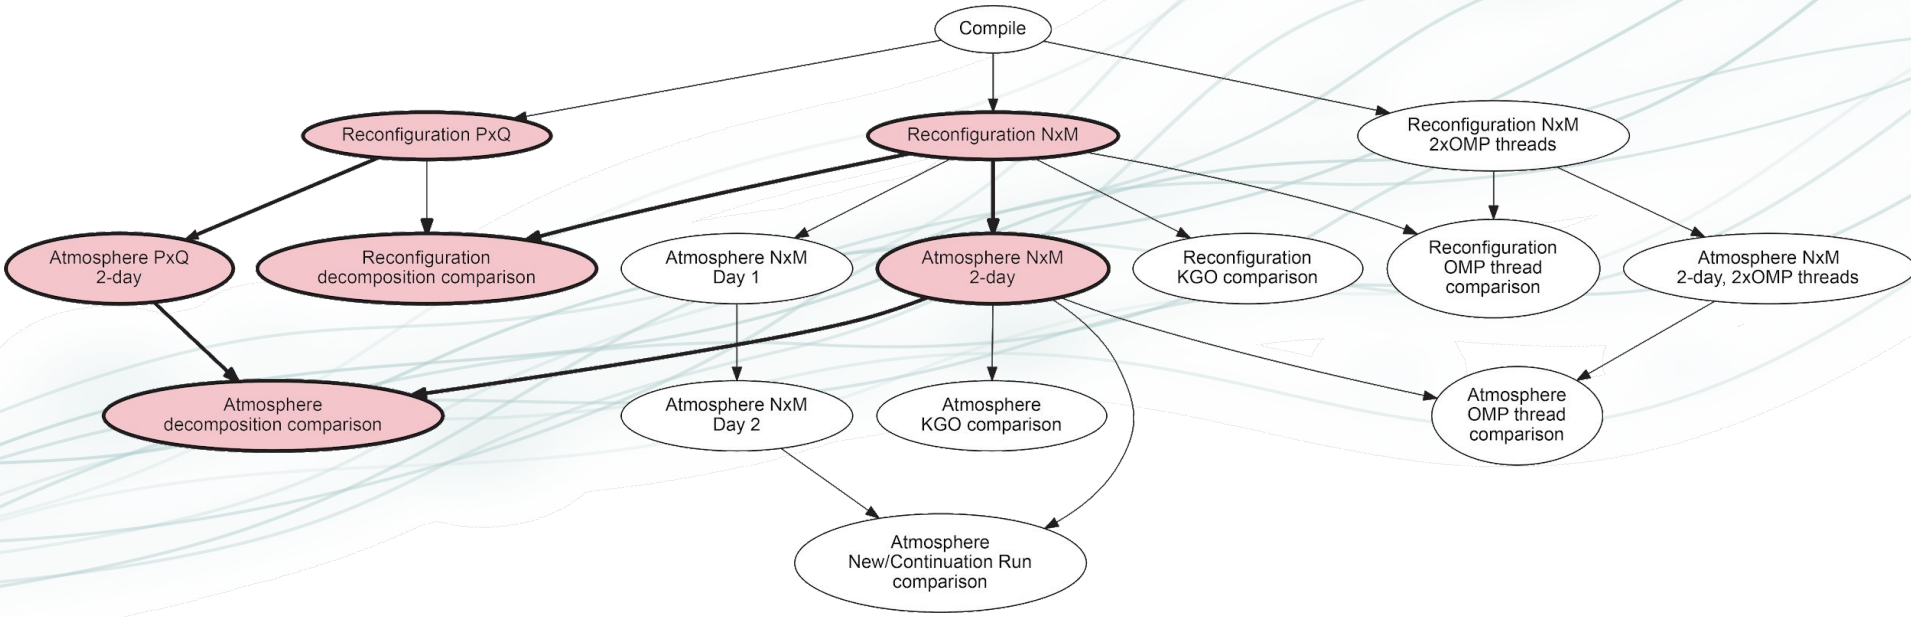 Compile
Reconfiguration PxQ
Reconfiguration NxM
Reconfiguration NxM
2xOMP threads
Atmosphere PxQ
2-day
Reconfiguration
decomposition comparison
Atmosphere NxM
Day 1
Atmosphere NxM
2-day
Reconfiguration
KGO comparison
Reconfiguration
OMP thread
comparison
Atmosphere NxM
2-day, 2xOMP threads
Atmosphere
decomposition comparison
Atmosphere NxM
Day 2
Atmosphere
KGO comparison
Atmosphere
OMP thread
comparison
Atmosphere
New/Continuation Run
comparison